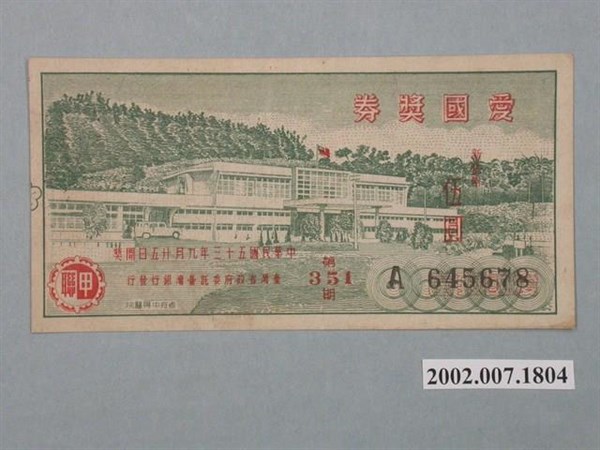 愛國獎券
新臺幣
伍圓
中華民國五十三年九月廿五日開獎
臺灣省政府委託臺灣銀行發行
第
351
期
A 645678
甲聯
2002.007.1804